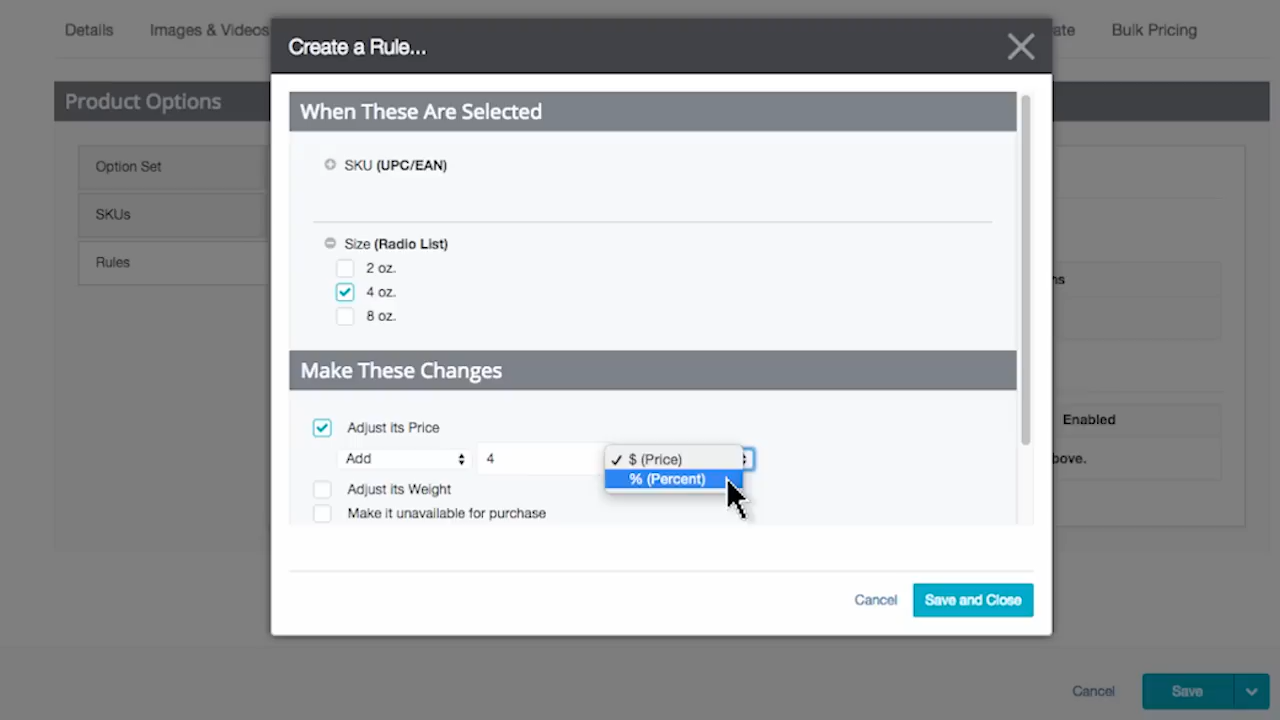 Details
Images & Videos
ate
Bulk Pricing
Create a Rule...
Product Options
When These Are Selected
Option Set
SKU (UPC/EAN)
SKUs
Size (Radio List)
Rules
2 oz.
hs
4 oz.
8 oz.
Make These Changes
Adjust its Price
Enabled
Add
4
$ (Price)
bove.
% (Percent)
Adjust its Weight
Make it unavailable for purchase
Cancel
Save and Close
Cancel
Save